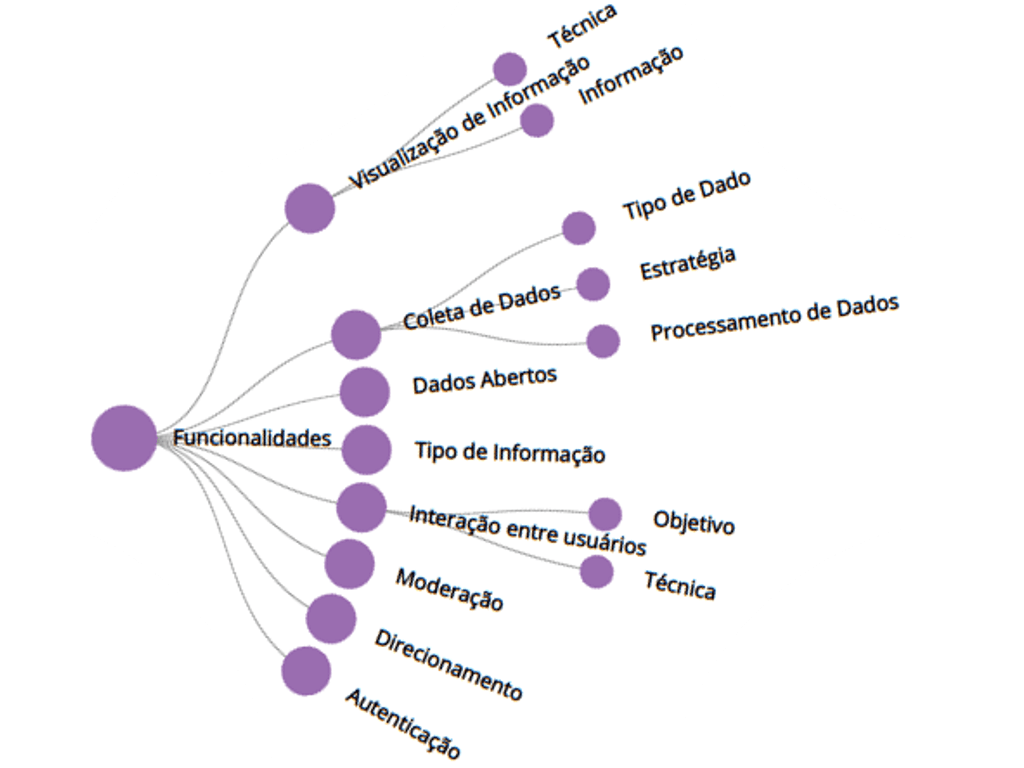 Técnica
Visualização de Informação
Informação
Tipo de Dado
Estratégia
Coleta de Dados
Processamento de Dados
Dados Abertos
Funcionalidades
Tipo de Informação
Interação entre usuários
Objetivo
Técnica
Moderação
Direcionamento
Autenticação